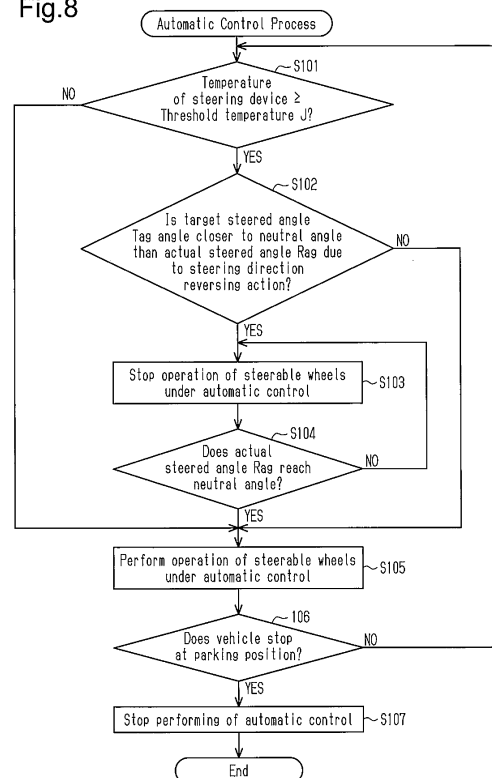 Fig.8
Automatic Control Process
S101
Temperature
of steering device ≥
Threshold temperature J?
NO
YES
S102
Is target steered angle
Tag angle closer to neutral angle
than actual steered angle Rag due
to steering direction
reversing action?
NO
YES
Stop operation of steerable wheels
under automatic control
S103
S104
Does actual
steered angle Rag reach
neutral angle?
NO
YES
Perform operation of steerable wheels
under automatic control
S105
106
Does vehicle stop
at parking position?
NO
YES
Stop performing of automatic control
S107
End